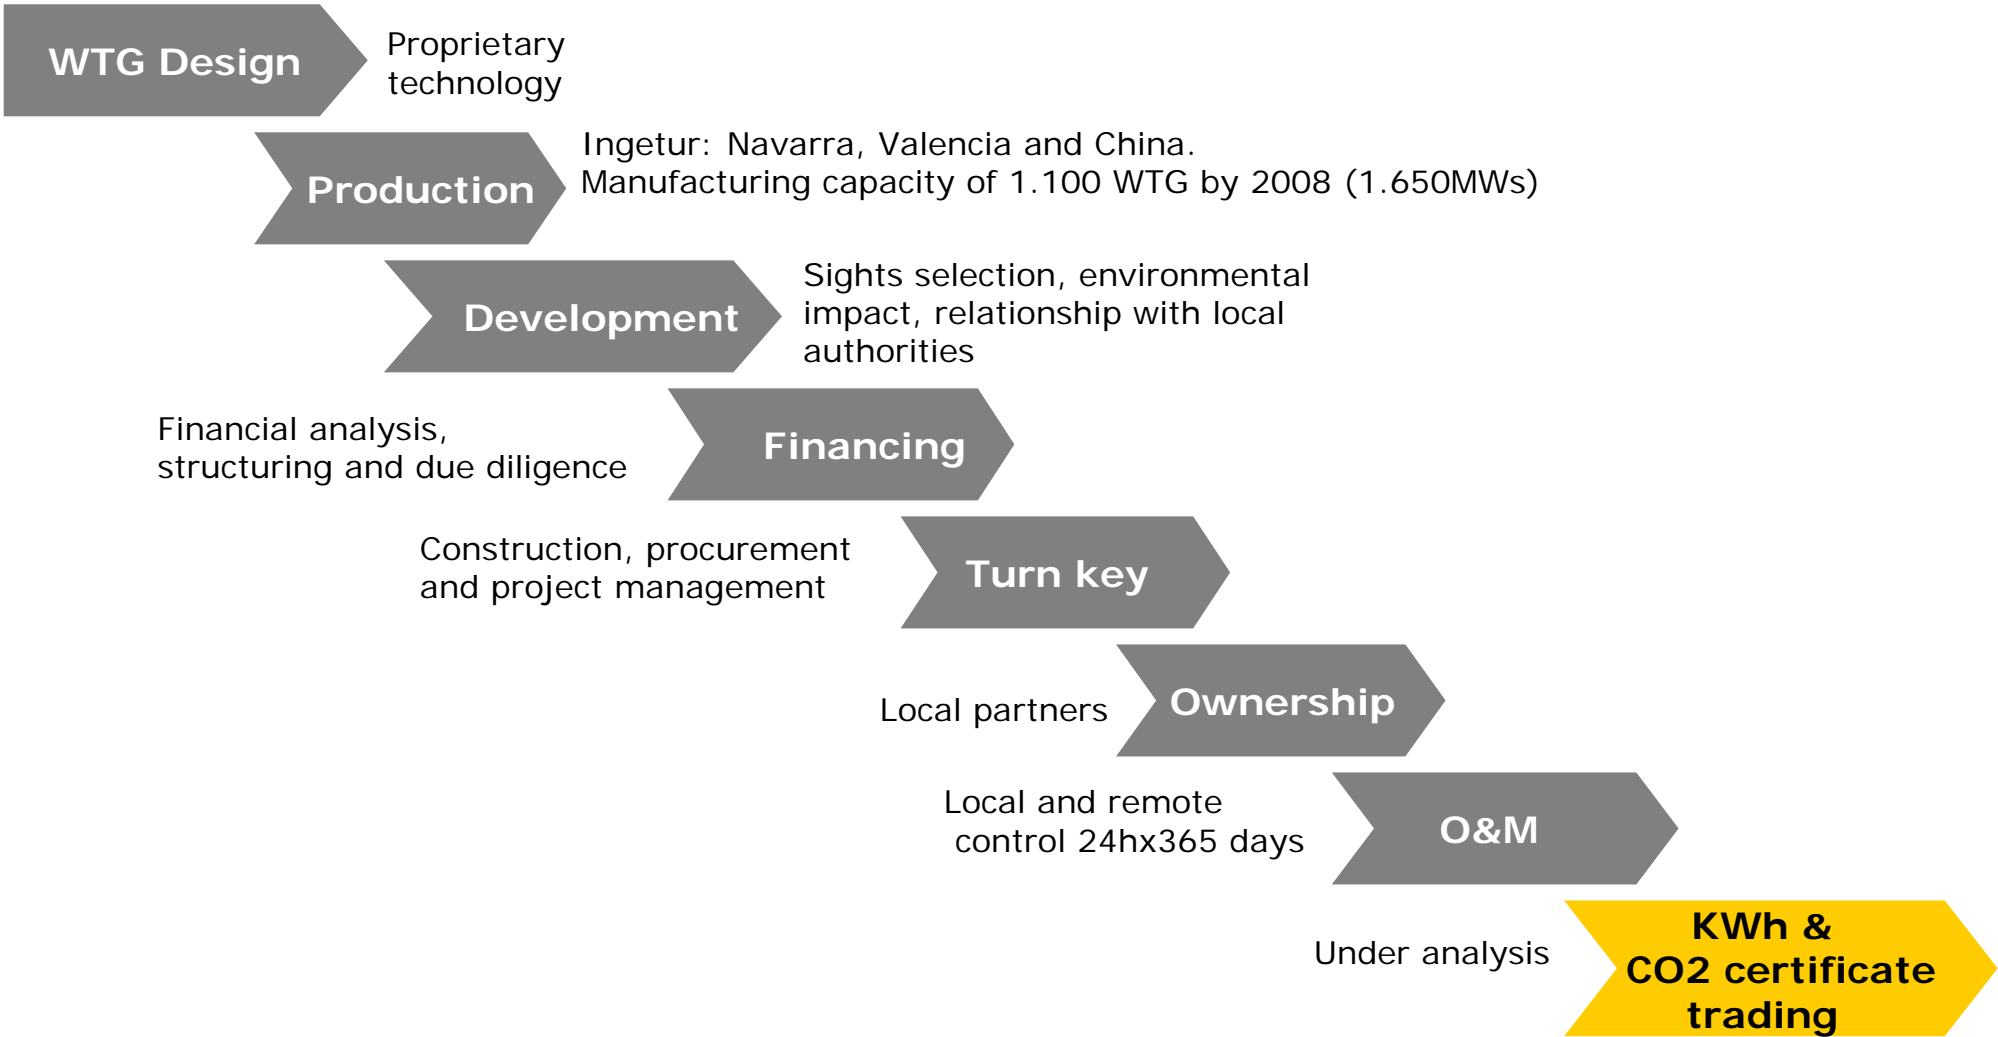 WTG Design
Proprietary
technology
Production
Ingetur: Navarra, Valencia and China.
Manufacturing capacity of 1.100 WTG by 2008 (1.650MWs)
Development
Sights selection, environmental
impact, relationship with local
authorities
Financial analysis,
structuring and due diligence
Financing
Construction, procurement
and project management
Turn key
Local partners
Ownership
Local and remote
control 24hx365 days
O&M
Under analysis
KWh &
CO2 certificate
trading